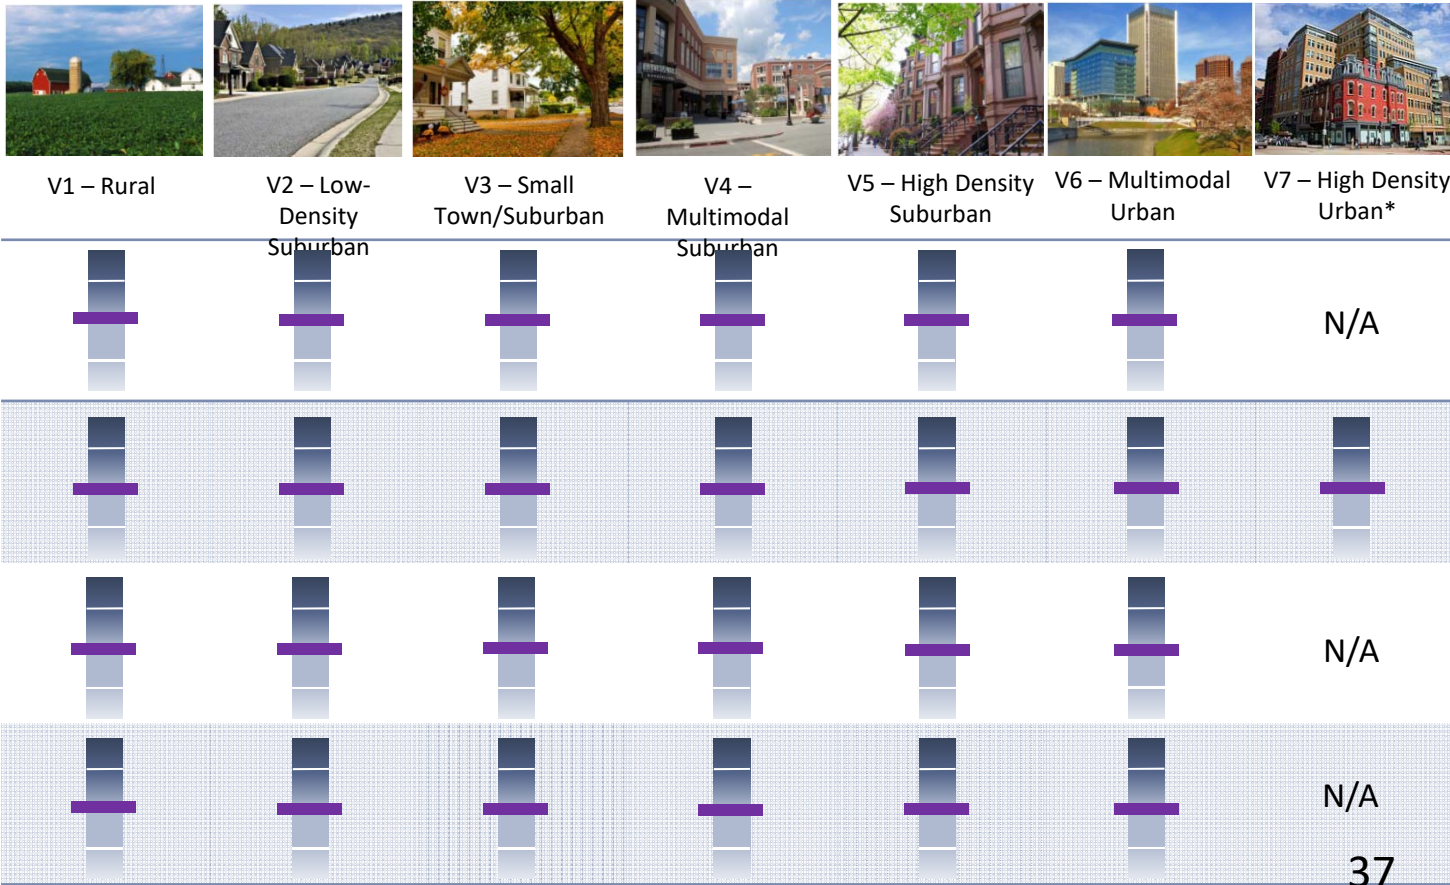 V1 – Rural
V2 – Low-
Density
Suburban
V3 – Small
Town/Suburban
V4 –
Multimodal
Suburban
V5 – High Density
Suburban
V6 – Multimodal
Urban
V7 – High Density
Urban*
N/A
N/A
N/A
37